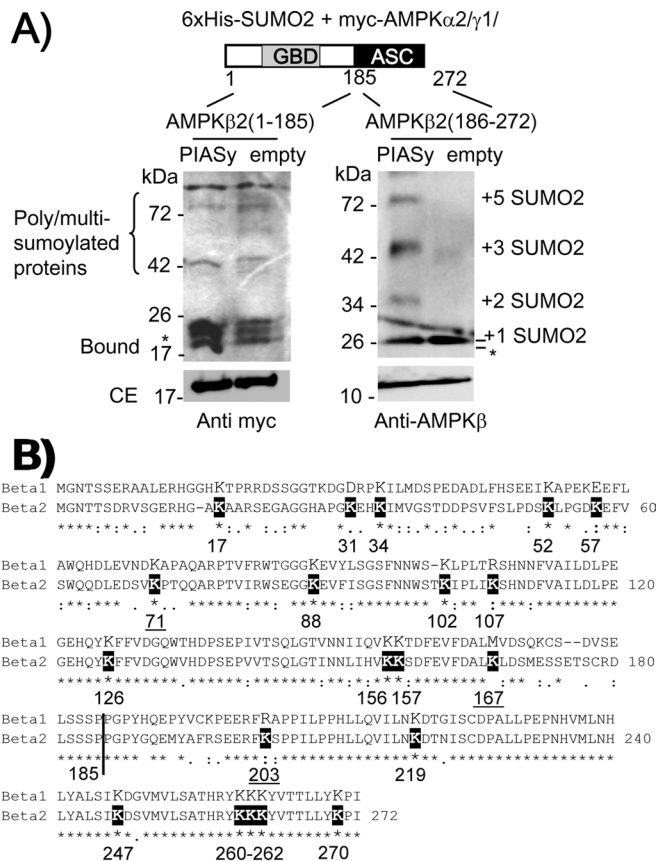 A)
6xHis-SUMO2 + myc-AMPKα2/γ1/
GBD ASC
1 185 272
AMPKβ2(1-185) AMPKβ2(186-272)
PIASy empty PIASy empty
kDa kDa
72 72 +5 SUMO2
Poly/multi-
sumoylated
proteins
42 42 +3 SUMO2
34 +2 SUMO2
26 26 +1 SUMO2
Bound * *
17
CE 17 10
Anti myc Anti-AMPKβ
B)
Beta1 MGNTSSERAALERHGGHKTPRRDSSGGTKDGDRPKILMDSPEDADLFHSEEIKAPEKEEFL
Beta2 MGNTTSDRVSGERHG-AKAARSEGAGGHAPGKEHKIMVGSTDDPSVFSLPDSKLPGDKEFV 60
17 31 34 52 57
Beta1 AWQHDLEVNDKAPAQARPTVFRWTGGGKEVYLSGSFNNWS-KLPLTRSHNNFVAILDLPE
Beta2 SWQQDLEDSVKPTQQARPTVIRWSEGGKEVFISGSFNNWSTKIPLIKSHNDFVAILDLPE 120
71 88 102 107
Beta1 GEHQYKFFVDGQWTHDPSEPIVTSQLGTVNNIIQVKKTDFEVFDALMVDSQKCS--DVSE
Beta2 GEHQYKFFVDGQWVHDPSEPVVTSQLGTINNLIHVKKSDFEVFDALKLDSMESSETSCRD 180
126 156 157 167
Beta1 LSSSPPGPYHQEPYVCKPEERFRAPPILPPHLLQVILNKDTGISCDPALLPEPNHVMLNH
Beta2 LSSSPPGPYGQEMYAFRSEERFKSPPILPPHLLQVILNKDTNISCDPALLPEPNHVMLNH 240
185 203 219
Beta1 LYALSIKDGVMVLSATHRYKKKYVTTLLYKPI
Beta2 LYALSIKDSVMVLSATHRYKKKYVTTLLYKPI 272
247 260-262 270